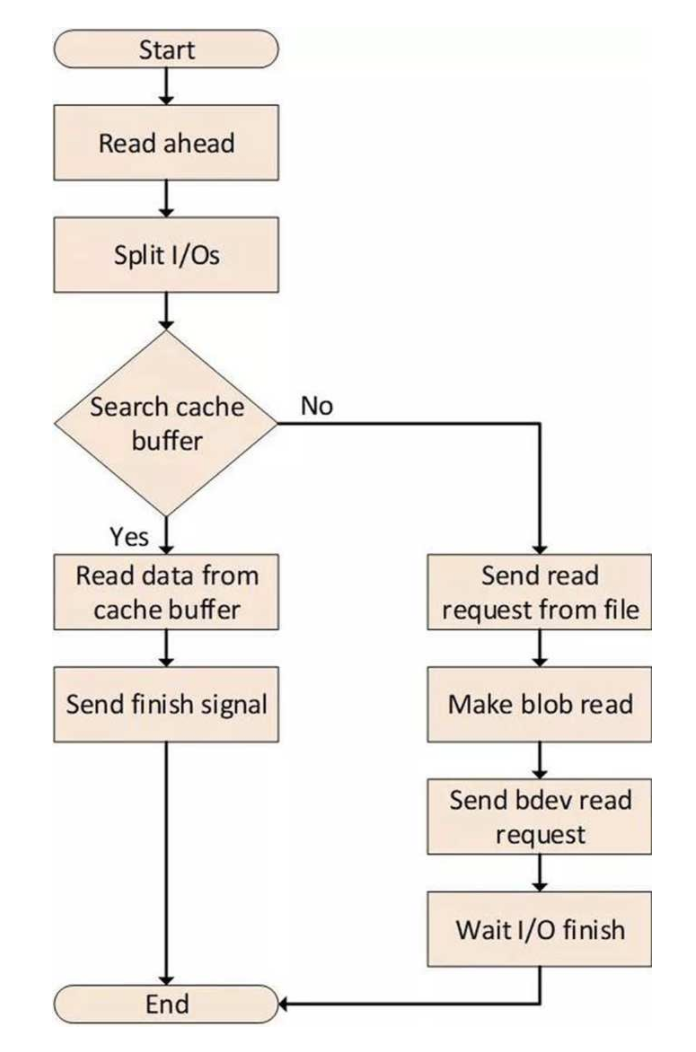 Start
Read ahead
Split I/Os
Search cache
buffer
No
Yes
Read data from
cache buffer
Send finish signal
Send read
request from file
Make blob read
Send bdev read
request
Wait I/O finish
End